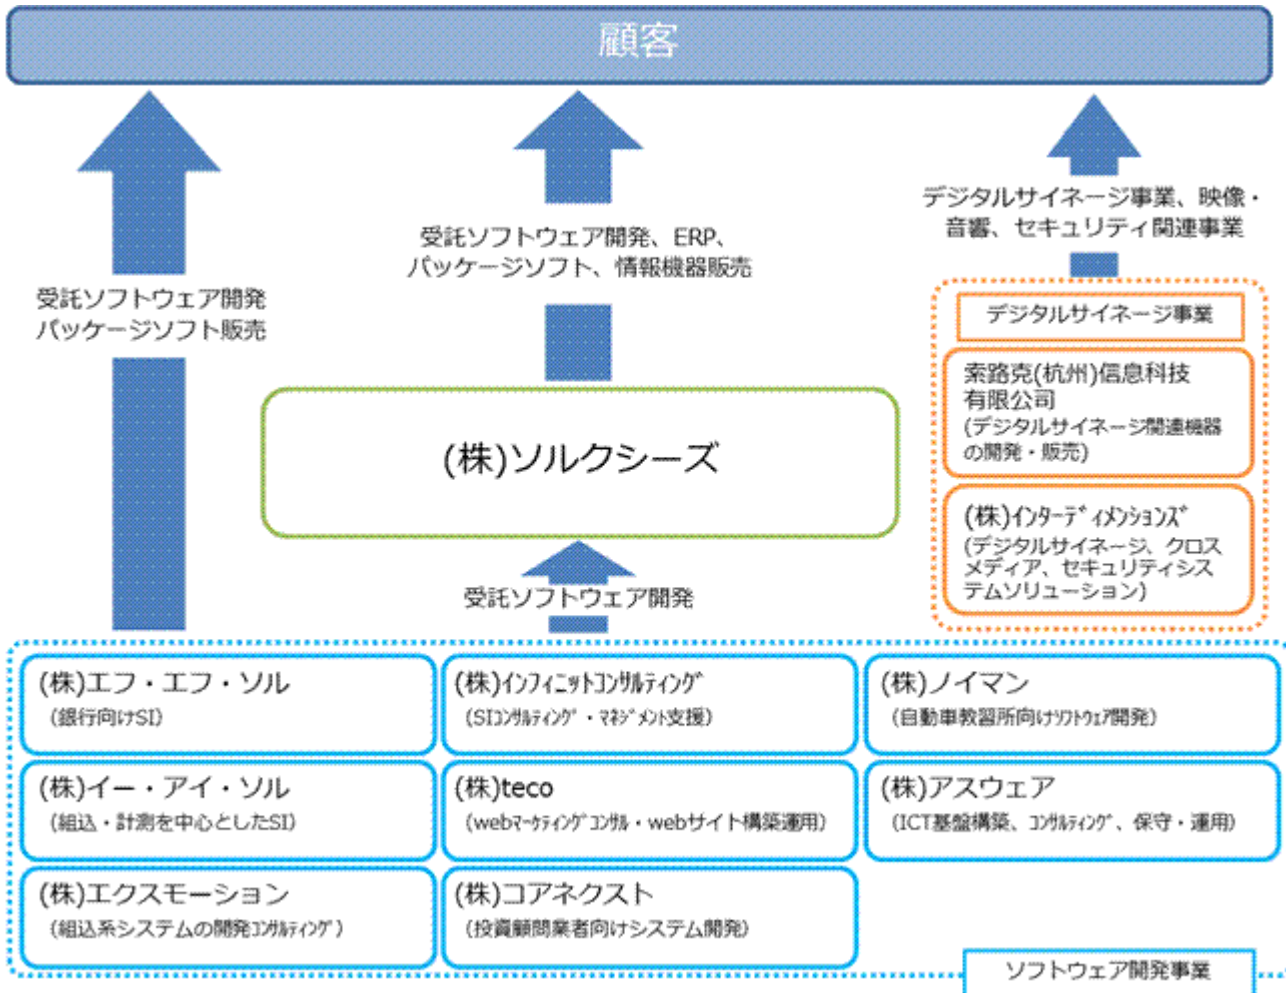 顧客
受託ソフトウェア開発
パッケージソフト販売
受託ソフトウェア開発、ERP、
パッケージソフト、情報機器販売
デジタルサイネージ事業、映像・
音響、セキュリティ関連事業
デジタルサイネージ事業
索路克(杭州)信息科技
有限公司
(デジタルサイネージ関連機器
の開発・販売)
(株)インターディメンションズ
(デジタルサイネージ、クロス
メディア、セキュリティシス
テムソリューション)
(株)ソルクシーズ
受託ソフトウェア開発
(株)エフ・エフ・ソル
(銀行向けSI)
(株)インフィニットコンサルティング
(SIコンサルティング・マネジメント支援)
(株)ノイマン
(自動車教習所向けソフトウェア開発)
(株)イー・アイ・ソル
(組込・計測を中心としたSI)
(株)teco
(webマーケティングコンサル・webサイト構築運用)
(株)アスウェア
(ICT基盤構築、コンサルティング、保守・運用)
(株)エクスモーション
(組込系システムの開発コンサルティング)
(株)コアネクスト
(投資顧問業者向けシステム開発)
ソフトウェア開発事業